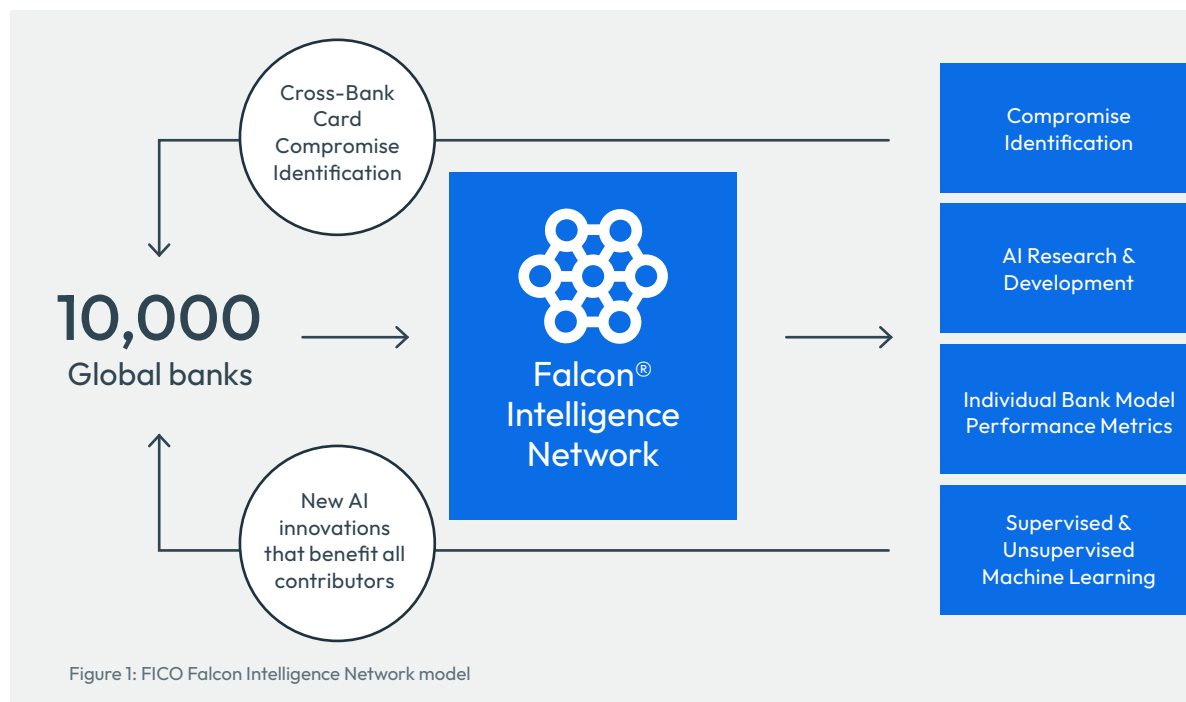 Cross-Bank
Card
Compromise
Identification
10,000
Global banks
New AI
innovations
that benefit all
contributors
Falcon®
Intelligence
Network
Compromise
Identification
AI Research &
Development
Individual Bank Model
Performance Metrics
Supervised &
Unsupervised
Machine Learning
Figure 1: FICO Falcon Intelligence Network model